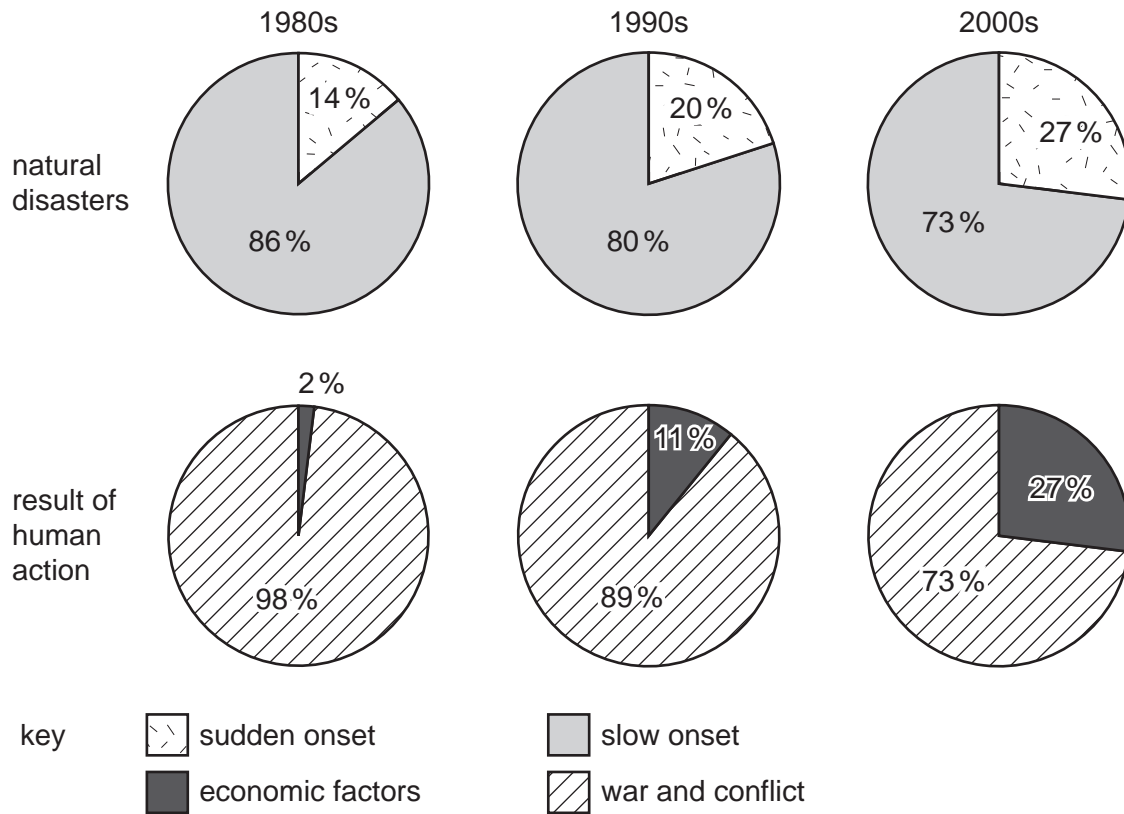 1980s 1990s 2000s
natural
disasters
14 % 20 % 27 %
86 % 80 % 73 %
2 %
result of
human
action
11 % 27 %
98 % 89 % 73 %
key sudden onset slow onset
economic factors war and conflict